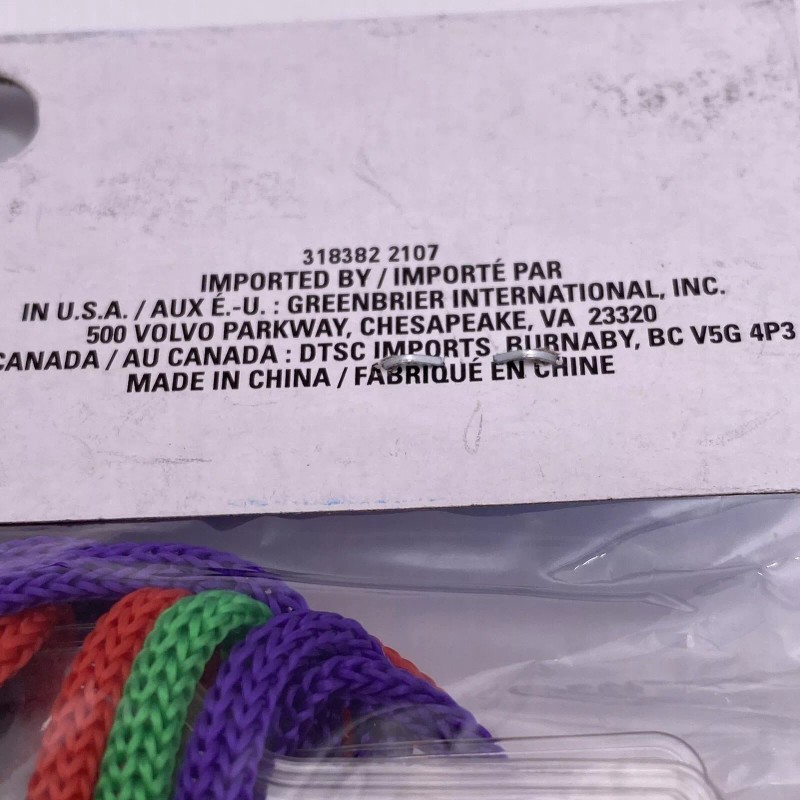 318382 2107
IMPORTED BY / IMPORTÉ PAR
IN U.S.A. / AUX É.-U. : GREENBRIER INTERNATIONAL, INC.
500 VOLVO PARKWAY, CHESAPEAKE, VA 23320
CANADA / AU CANADA : DTSC IMPORTS, BURNABY, BC V5G 4P3
MADE IN CHINA / FABRIQUÉ EN CHINE